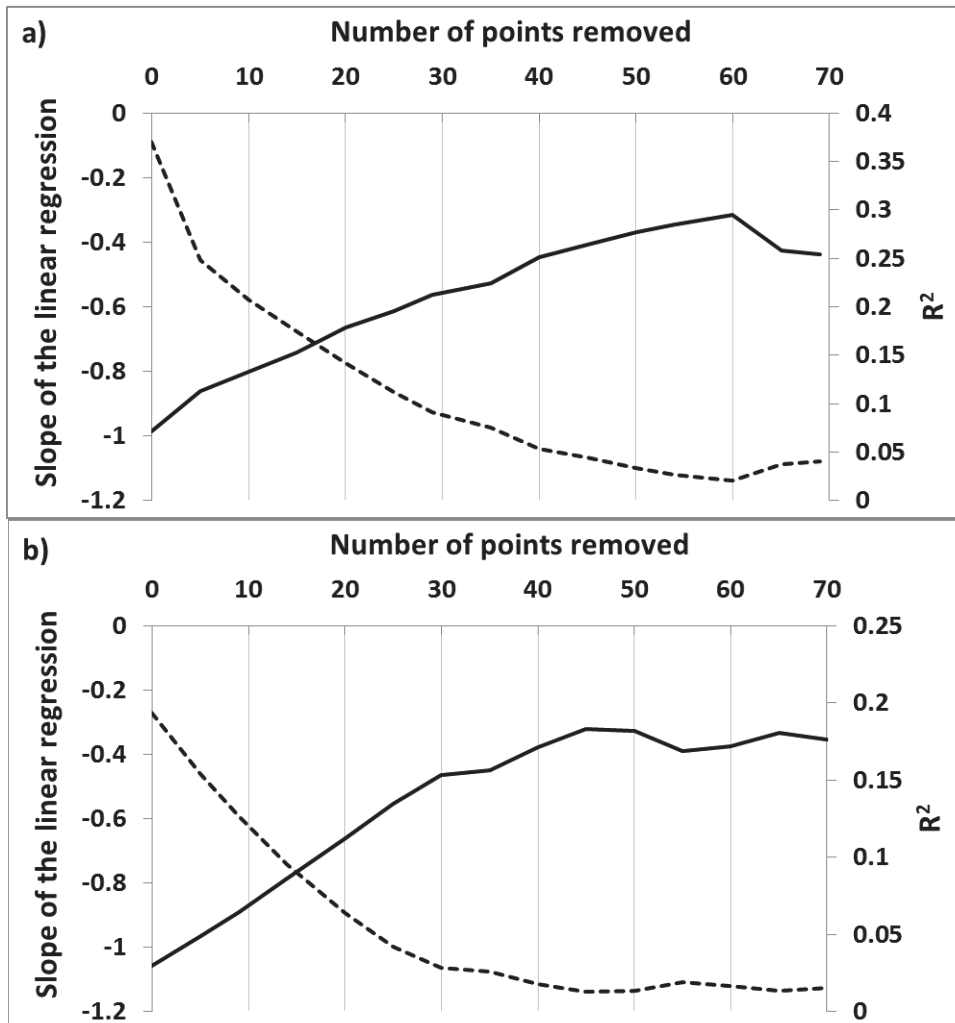 a)
Number of points removed
0 10 20 30 40 50 60 70
Slope of the linear regression
0
-0.2
-0.4
-0.6
-0.8
-1
-1.2
0.4
0.35
0.3
0.25
0.2
0.15
0.1
0.05
0
R²
b)
Number of points removed
0 10 20 30 40 50 60 70
Slope of the linear regression
0
-0.2
-0.4
-0.6
-0.8
-1
-1.2
0.25
0.2
0.15
0.1
0.05
0
R²